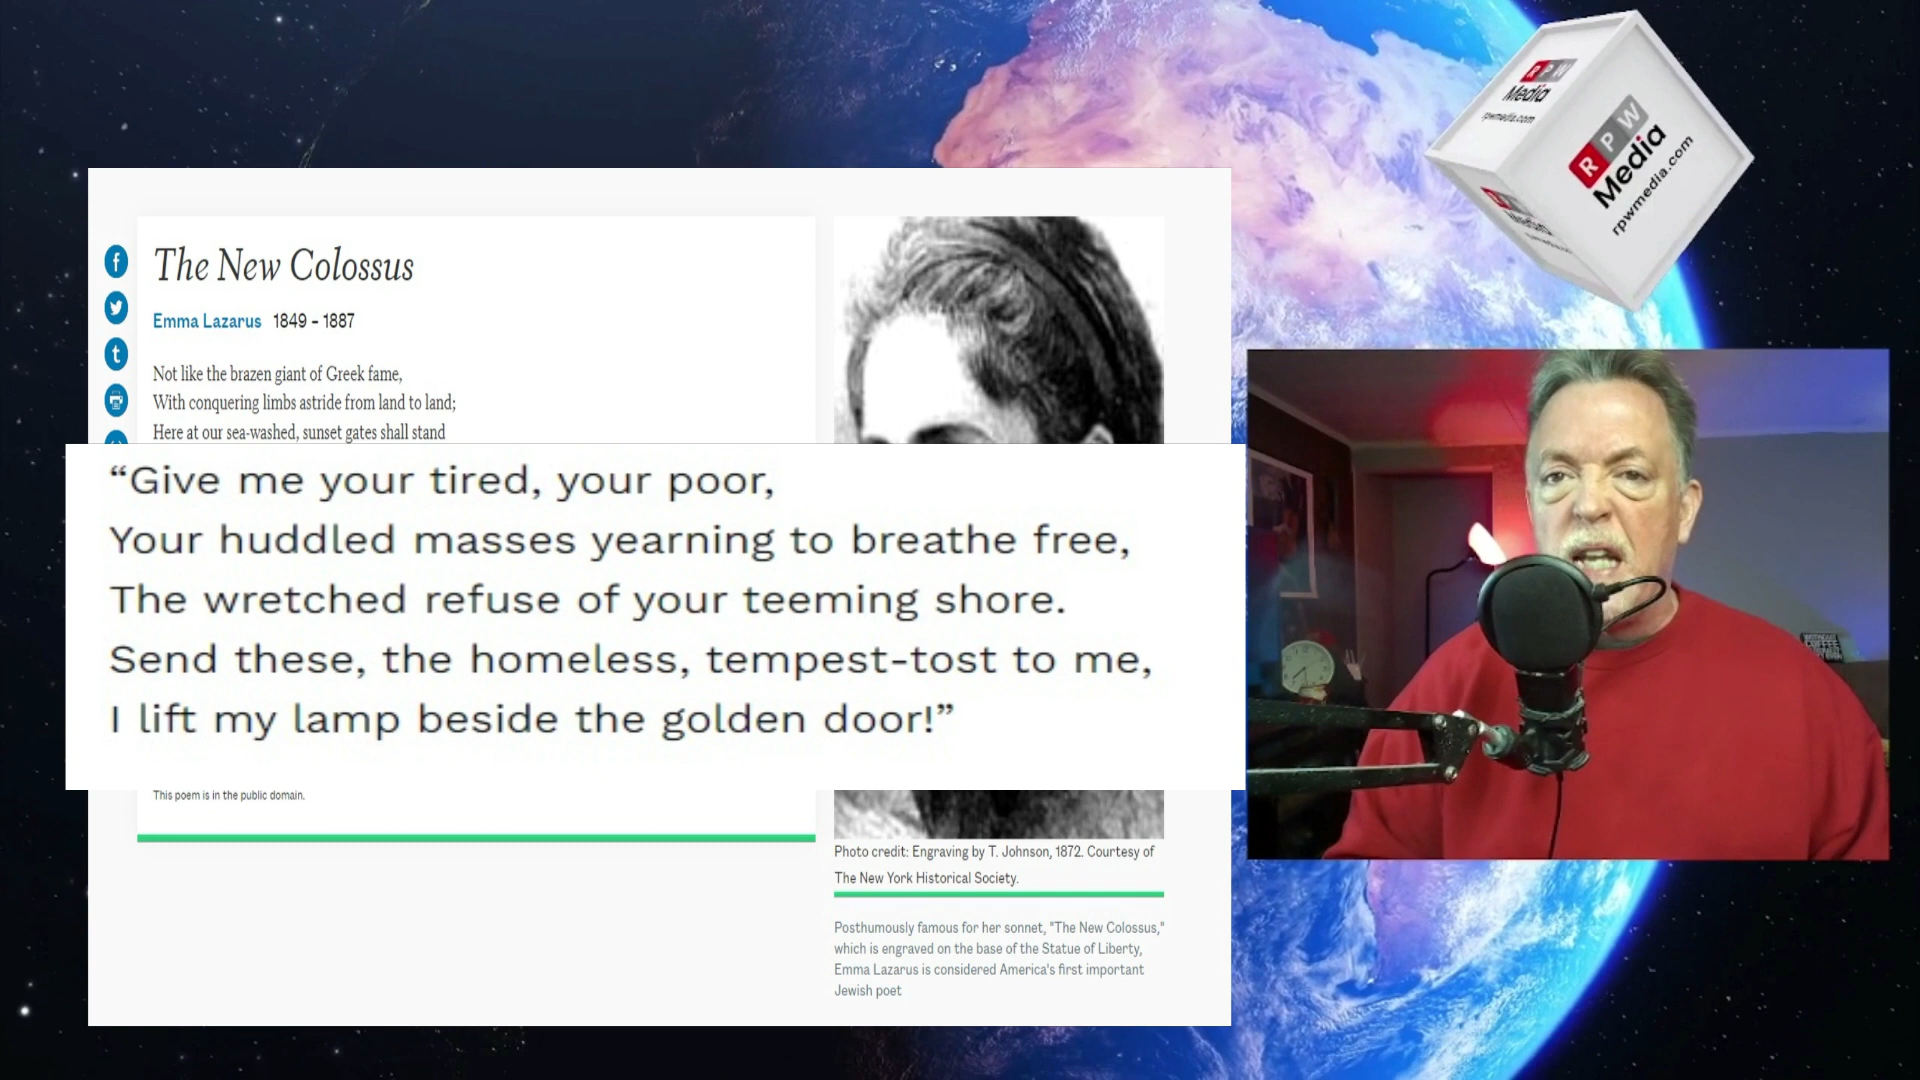 RPW
Media
rpwmedia.com
RPW
Media
rpwmedia.com
The New Colossus
Emma Lazarus 1849 - 1887
Not like the brazen giant of Greek fame,
With conquering limbs astride from land to land;
Here at our sea-washed, sunset gates shall stand
“Give me your tired, your poor,
Your huddled masses yearning to breathe free,
The wretched refuse of your teeming shore.
Send these, the homeless, tempest-tost to me,
I lift my lamp beside the golden door!”
This poem is in the public domain.
Photo credit: Engraving by T. Johnson, 1872. Courtesy of
The New York Historical Society.
Posthumously famous for her sonnet, "The New Colossus,"
which is engraved on the base of the Statue of Liberty,
Emma Lazarus is considered America's first important
Jewish poet